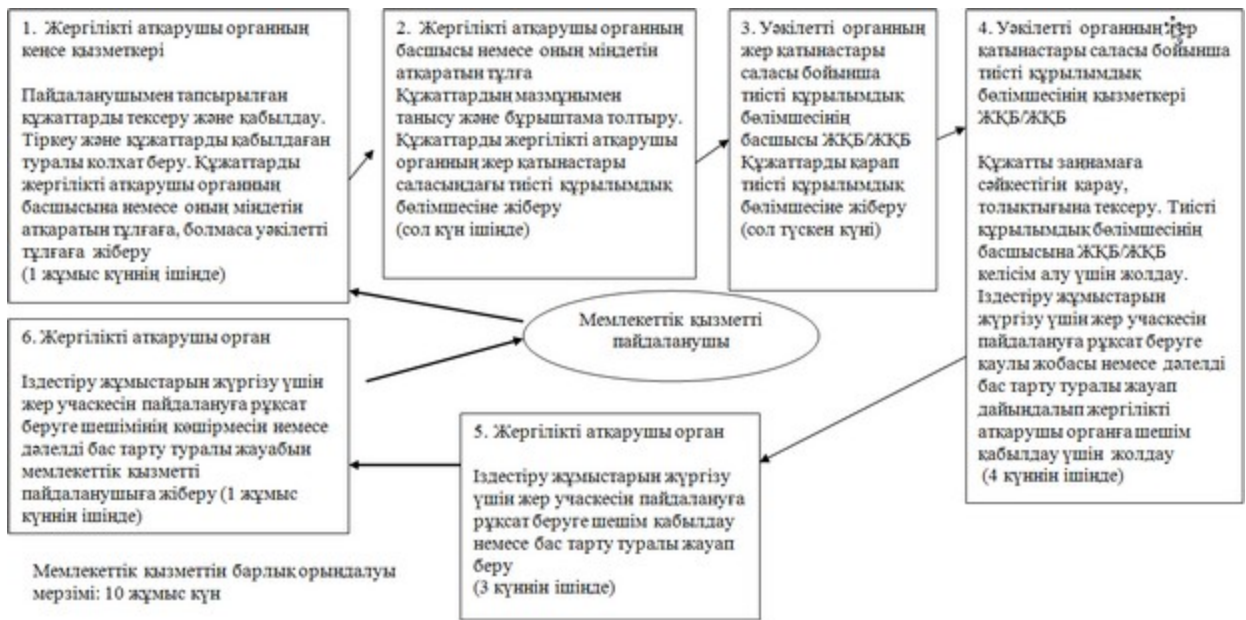 1. Жергілікті атқарушы органның
кеңсе қызметкері
Пайдаланушымен тапсырылған
құжаттарды тексеру және қабылдау.
Тіркеу және құжаттарды қабылдаған
туралы колхат беру. Құжаттарды
жергілікті атқарушы органның
басшысына немесе оның міндетін
атқаратын тұлғаға, болмаса уәкілетті
тұлғаға жіберу
(1 жұмыс күннің ішінде)
2. Жергілікті атқарушы органның
басшысы немесе оның міндетін
атқаратын тұлға
Құжаттардың мазмұнымен
танысу және бұрыштама толтыру.
Құжаттарды жергілікті атқарушы
органның жер қатынастары
саласындағы тиісті құрылымдық
бөлімшесіне жіберу
(сол күн ішінде)
3. Уәкілетті органның
жер қатынастары
саласы бойынша
тиісті құрылымдық
бөлімшесінің
басшысы ЖҚБ/ЖҚБ
Құжаттарды қарап
тиісті құрылымдық
бөлімшесіне жіберу
(сол түскен күні)
4. Уәкілетті органның жер
қатынастары саласы бойынша
тиісті құрылымдық
бөлімшесінің қызметкері
ЖҚБ/ЖҚБ
Құжатты заңнамаға
сәйкестігін қарау,
толықтығына тексеру. Тиісті
құрылымдық бөлімшесінің
басшысына ЖҚБ/ЖҚБ
келісім алу үшін жолдау.
Іздестіру жұмыстарын
жүргізу үшін жер учаскесін
пайдалануға рұқсат беруге
қаулы жобасы немесе дәлелді
бас тарту туралы жауап
дайындалып жергілікті
атқарушы органға шешім
қабылдау үшін жолдау
(4 күннін ішінде)
Мемлекеттік қызметті
пайдаланушы
5. Жергілікті атқарушы орган
Іздестіру жұмыстарын жүргізу
үшін жер учаскесін пайдалануға
рұқсат беруге шешім қабылдау
немесе бас тарту туралы жауап
беру
(3 күннін ішінде)
6. Жергілікті атқарушы орган
Іздестіру жұмыстарын жүргізу үшін
жер учаскесін пайдалануға рұқсат
беруге шешімінің көшірмесін немесе
дәлелді бас тарту туралы жауабын
мемлекеттік қызметті
пайдаланушыға жіберу (1 жұмыс
күннін ішінде)
Мемлекеттік қызметтін барлық орындалуы
мерзімі: 10 жұмыс күн